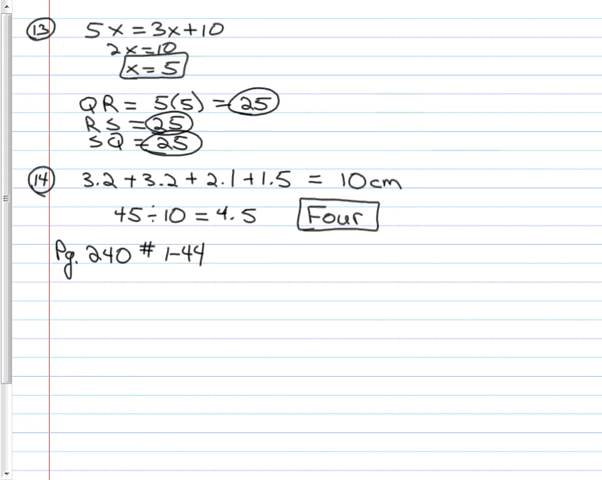 13 5x = 3x + 10
2x = 10
x = 5
QR = 5(5) = 25
RS = 25
SQ = 25
14 3.2 + 3.2 + 2.1 + 1.5 = 10cm
45 ÷ 10 = 4.5 Four
Pg. 240 # 1-44